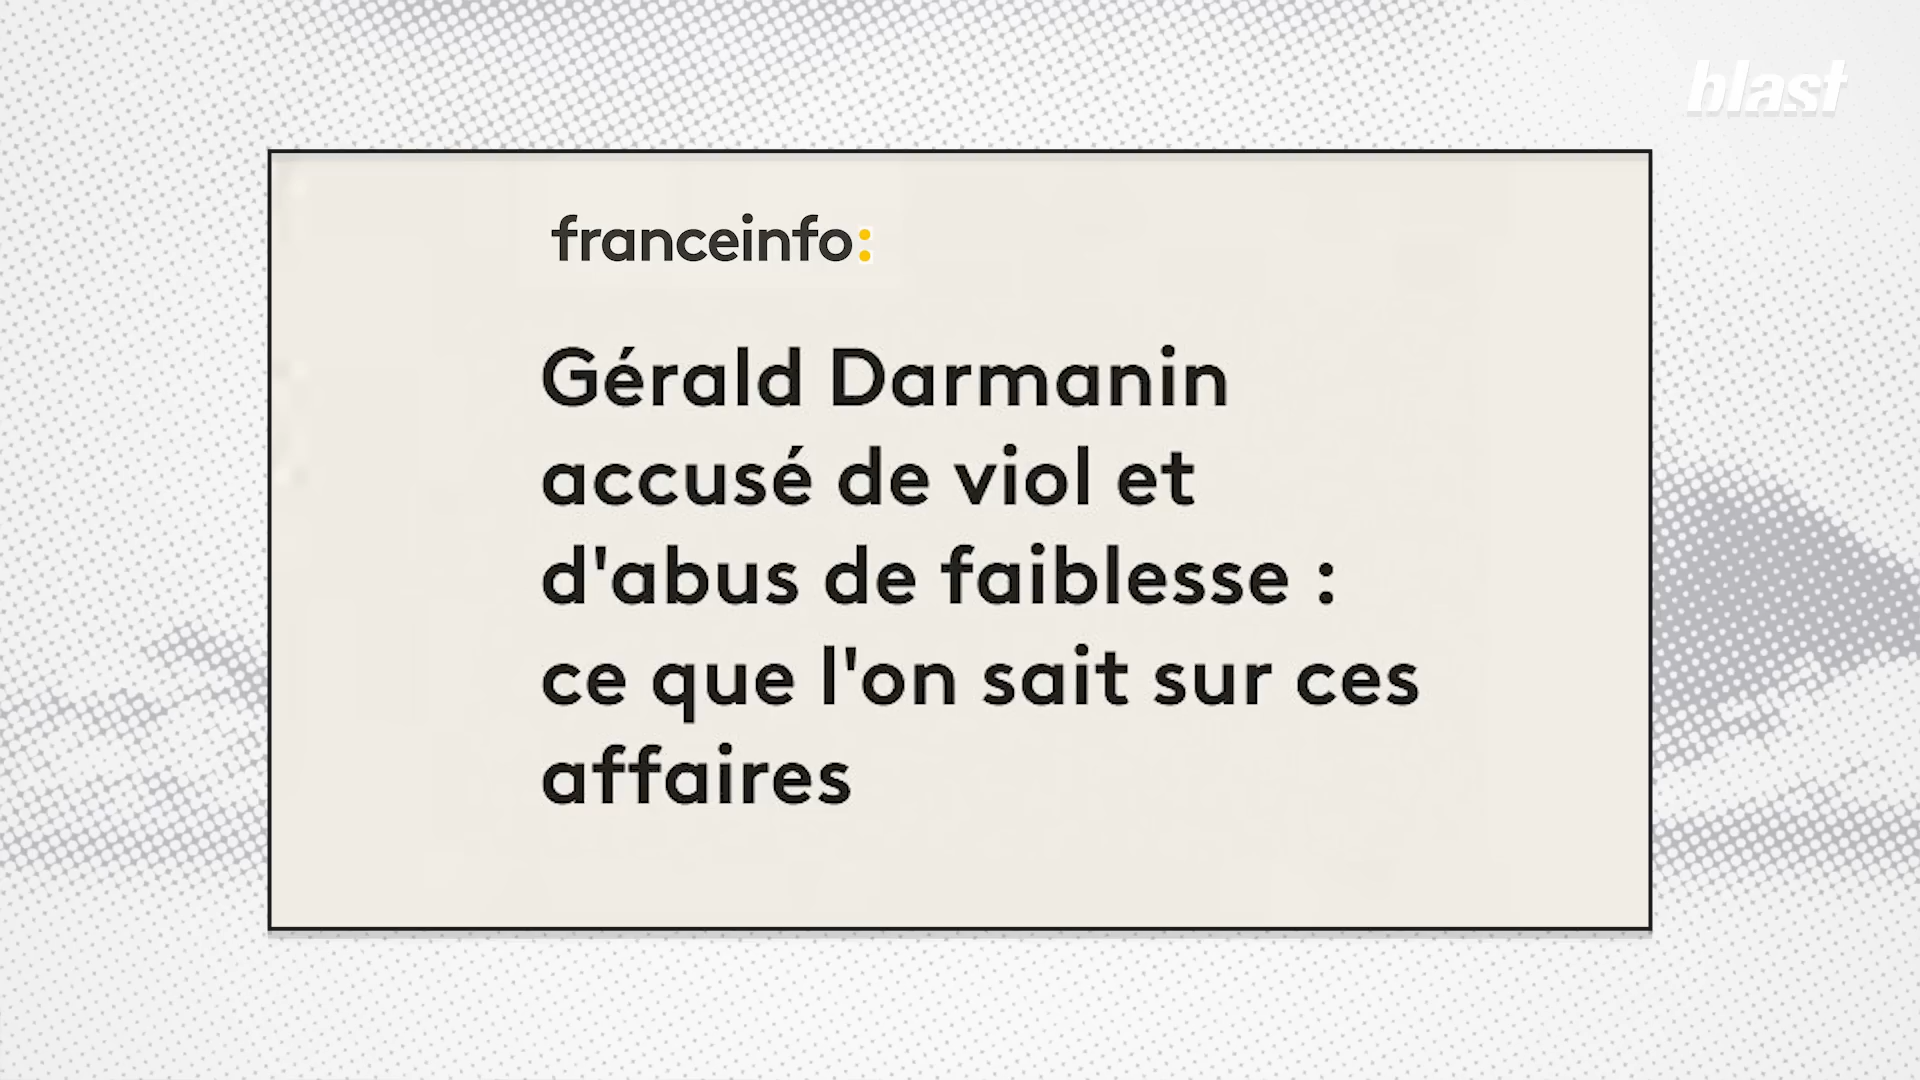 blast
franceinfo:
Gérald Darmanin
accusé de viol et
d'abus de faiblesse :
ce que l'on sait sur ces
affaires